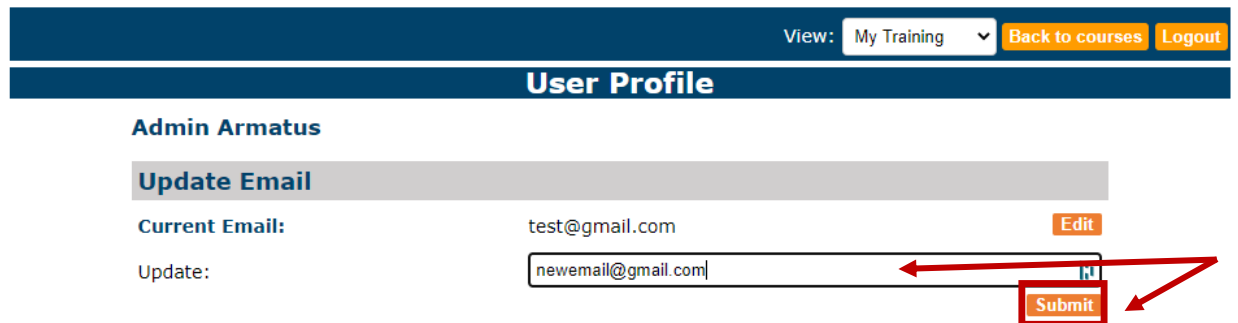 View: My Training Back to courses Logout
User Profile
Admin Armatus
Update Email
Current Email: test@gmail.com Edit
Update: newemail@gmail.com
Submit